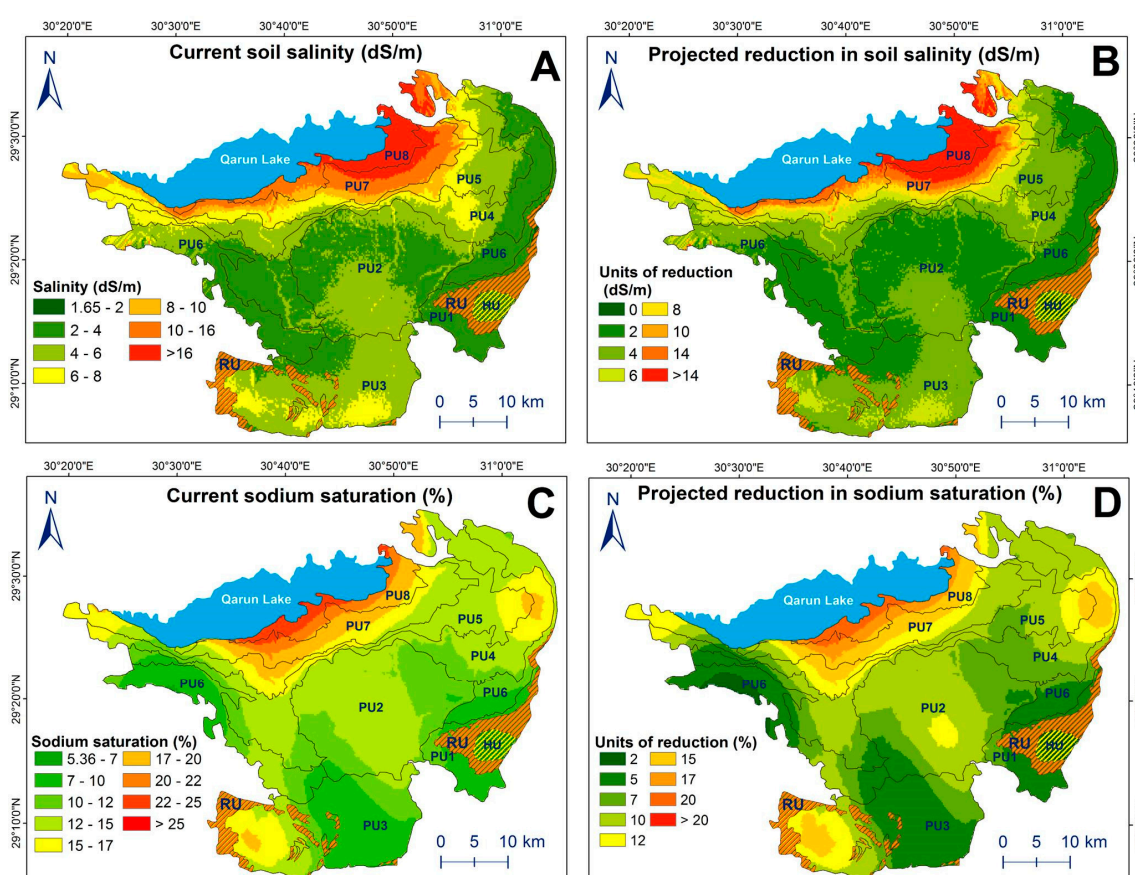 30°20'0"E 30°30'0"E 30°40'0"E 30°50'0"E 31°0'0"E
Current soil salinity (dS/m)
A
N
29°30'0"N
29°20'0"N
29°10'0"N
Qarun Lake
PU8
PU7
PU5
PU4
PU6
PU6
PU2
RU
HU
PU1
RU
PU3
Salinity (dS/m)
1.65 - 2
2 - 4
4 - 6
6 - 8
8 - 10
10 - 16
>16
0 5 10 km
30°20'0"E 30°30'0"E 30°40'0"E 30°50'0"E 31°0'0"E
Projected reduction in soil salinity (dS/m)
B
N
Qarun Lake
PU8
PU7
PU5
PU4
PU6
PU6
PU2
RU
HU
PU1
RU
PU3
Units of reduction
(dS/m)
0
2
4
6
8
10
14
>14
0 5 10 km
30°20'0"E 30°30'0"E 30°40'0"E 30°50'0"E 31°0'0"E
Current sodium saturation (%)
C
N
29°30'0"N
29°20'0"N
29°10'0"N
Qarun Lake
PU8
PU7
PU5
PU4
PU6
PU6
PU2
RU
HU
PU1
RU
PU3
Sodium saturation (%)
5.36 - 7
7 - 10
10 - 12
12 - 15
15 - 17
17 - 20
20 - 22
22 - 25
> 25
0 5 10 km
30°20'0"E 30°30'0"E 30°40'0"E 30°50'0"E 31°0'0"E
Projected reduction in sodium saturation (%)
D
N
Qarun Lake
PU8
PU7
PU5
PU4
PU6
PU6
PU2
RU
HU
PU1
RU
PU3
Units of reduction (%)
2
5
7
10
12
15
17
20
> 20
0 5 10 km